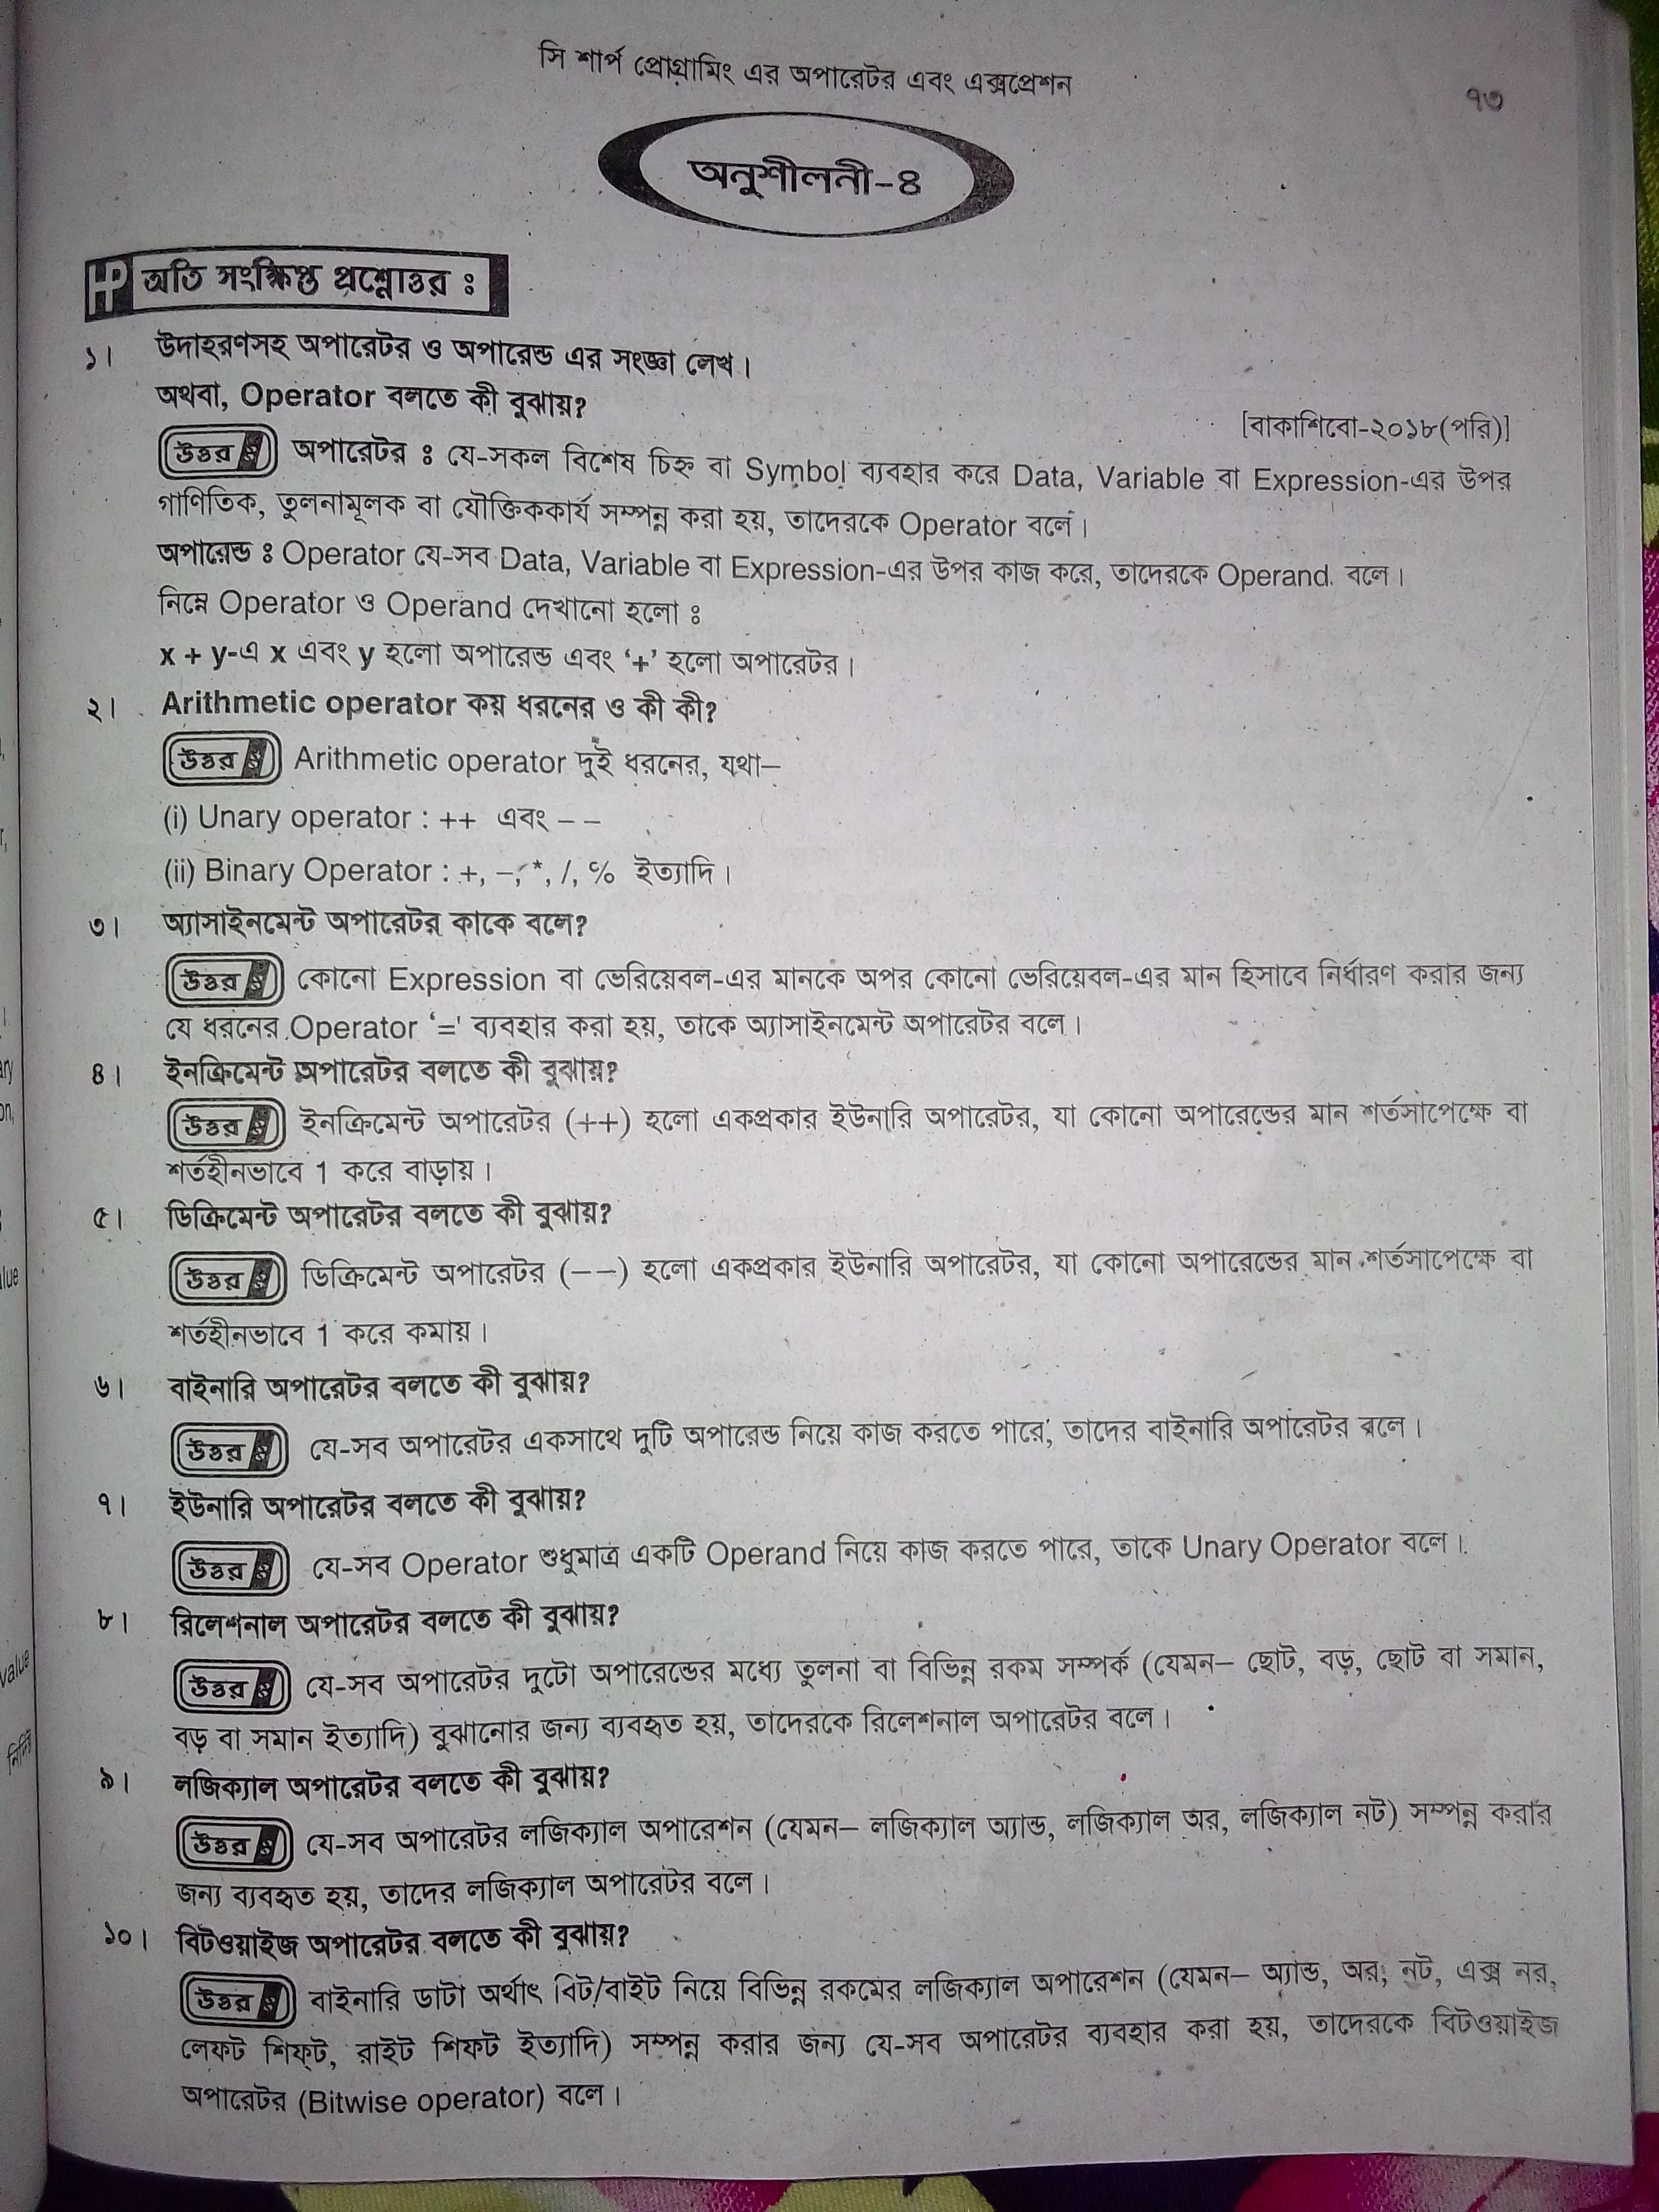 সি শার্প প্রোগ্রামিং এর অপারেটর এবং এক্সপ্রেশন
৭৩
অনুশীলনী-৪
অতি সংক্ষিপ্ত প্রশ্নোত্তর ঃ
১। উদাহরণসহ অপারেটর ও অপারেন্ড এর সংজ্ঞা লেখ।
অথবা, Operator বলতে কী বুঝায়?
[বাকাশিবো-২০১৮(পরি)]
উত্তর ঃ অপারেটর ঃ যে-সকল বিশেষ চিহ্ন বা Symbol ব্যবহার করে Data, Variable বা Expression-এর উপর
গাণিতিক, তুলনামূলক বা যৌক্তিককার্য সম্পন্ন করা হয়, তাদেরকে Operator বলে।
অপারেন্ড ঃ Operator যে-সব Data, Variable বা Expression-এর উপর কাজ করে, তাদেরকে Operand. বলে।
নিম্নে Operator ও Operand দেখানো হলো ঃ
x + y-এ x এবং y হলো অপারেন্ড এবং ‘+’ হলো অপারেটর।
২। Arithmetic operator কয় ধরনের ও কী কী?
উত্তর ঃ Arithmetic operator দুই ধরনের, যথা–
(i) Unary operator : ++ এবং – –
(ii) Binary Operator : +, –, *, /, % ইত্যাদি।
৩। অ্যাসাইনমেন্ট অপারেটর কাকে বলে?
উত্তর ঃ কোনো Expression বা ভেরিয়েবল-এর মানকে অপর কোনো ভেরিয়েবল-এর মান হিসাবে নির্ধারণ করার জন্য
যে ধরনের Operator ‘=' ব্যবহার করা হয়, তাকে অ্যাসাইনমেন্ট অপারেটর বলে।
৪। ইনক্রিমেন্ট অপারেটর বলতে কী বুঝায়?
উত্তর ঃ ইনক্রিমেন্ট অপারেটর (++) হলো একপ্রকার ইউনারি অপারেটর, যা কোনো অপারেন্ডের মান শর্তসাপেক্ষে বা
শর্তহীনভাবে 1 করে বাড়ায়।
৫। ডিক্রিমেন্ট অপারেটর বলতে কী বুঝায়?
উত্তর ঃ ডিক্রিমেন্ট অপারেটর (––) হলো একপ্রকার ইউনারি অপারেটর, যা কোনো অপারেন্ডের মান শর্তসাপেক্ষে বা
শর্তহীনভাবে 1 করে কমায়।
৬। বাইনারি অপারেটর বলতে কী বুঝায়?
উত্তর ঃ যে-সব অপারেটর একসাথে দুটি অপারেন্ড নিয়ে কাজ করতে পারে, তাদের বাইনারি অপারেটর বলে।
৭। ইউনারি অপারেটর বলতে কী বুঝায়?
উত্তর ঃ যে-সব Operator শুধুমাত্র একটি Operand নিয়ে কাজ করতে পারে, তাকে Unary Operator বলে।
৮। রিলেশনাল অপারেটর বলতে কী বুঝায়?
উত্তর ঃ যে-সব অপারেটর দুটো অপারেন্ডের মধ্যে তুলনা বা বিভিন্ন রকম সম্পর্ক (যেমন– ছোট, বড়, ছোট বা সমান,
বড় বা সমান ইত্যাদি) বুঝানোর জন্য ব্যবহৃত হয়, তাদেরকে রিলেশনাল অপারেটর বলে।
৯। লজিক্যাল অপারেটর বলতে কী বুঝায়?
উত্তর ঃ যে-সব অপারেটর লজিক্যাল অপারেশন (যেমন– লজিক্যাল অ্যান্ড, লজিক্যাল অর, লজিক্যাল নট) সম্পন্ন করার
জন্য ব্যবহৃত হয়, তাদের লজিক্যাল অপারেটর বলে।
১০। বিটওয়াইজ অপারেটর বলতে কী বুঝায়?
উত্তর ঃ বাইনারি ডাটা অর্থাৎ বিট/বাইট নিয়ে বিভিন্ন রকমের লজিক্যাল অপারেশন (যেমন– অ্যান্ড, অর, নট, এক্স নর,
লেফট শিফ্‌ট, রাইট শিফট ইত্যাদি) সম্পন্ন করার জন্য যে-সব অপারেটর ব্যবহার করা হয়, তাদেরকে বিটওয়াইজ
অপারেটর (Bitwise operator) বলে।